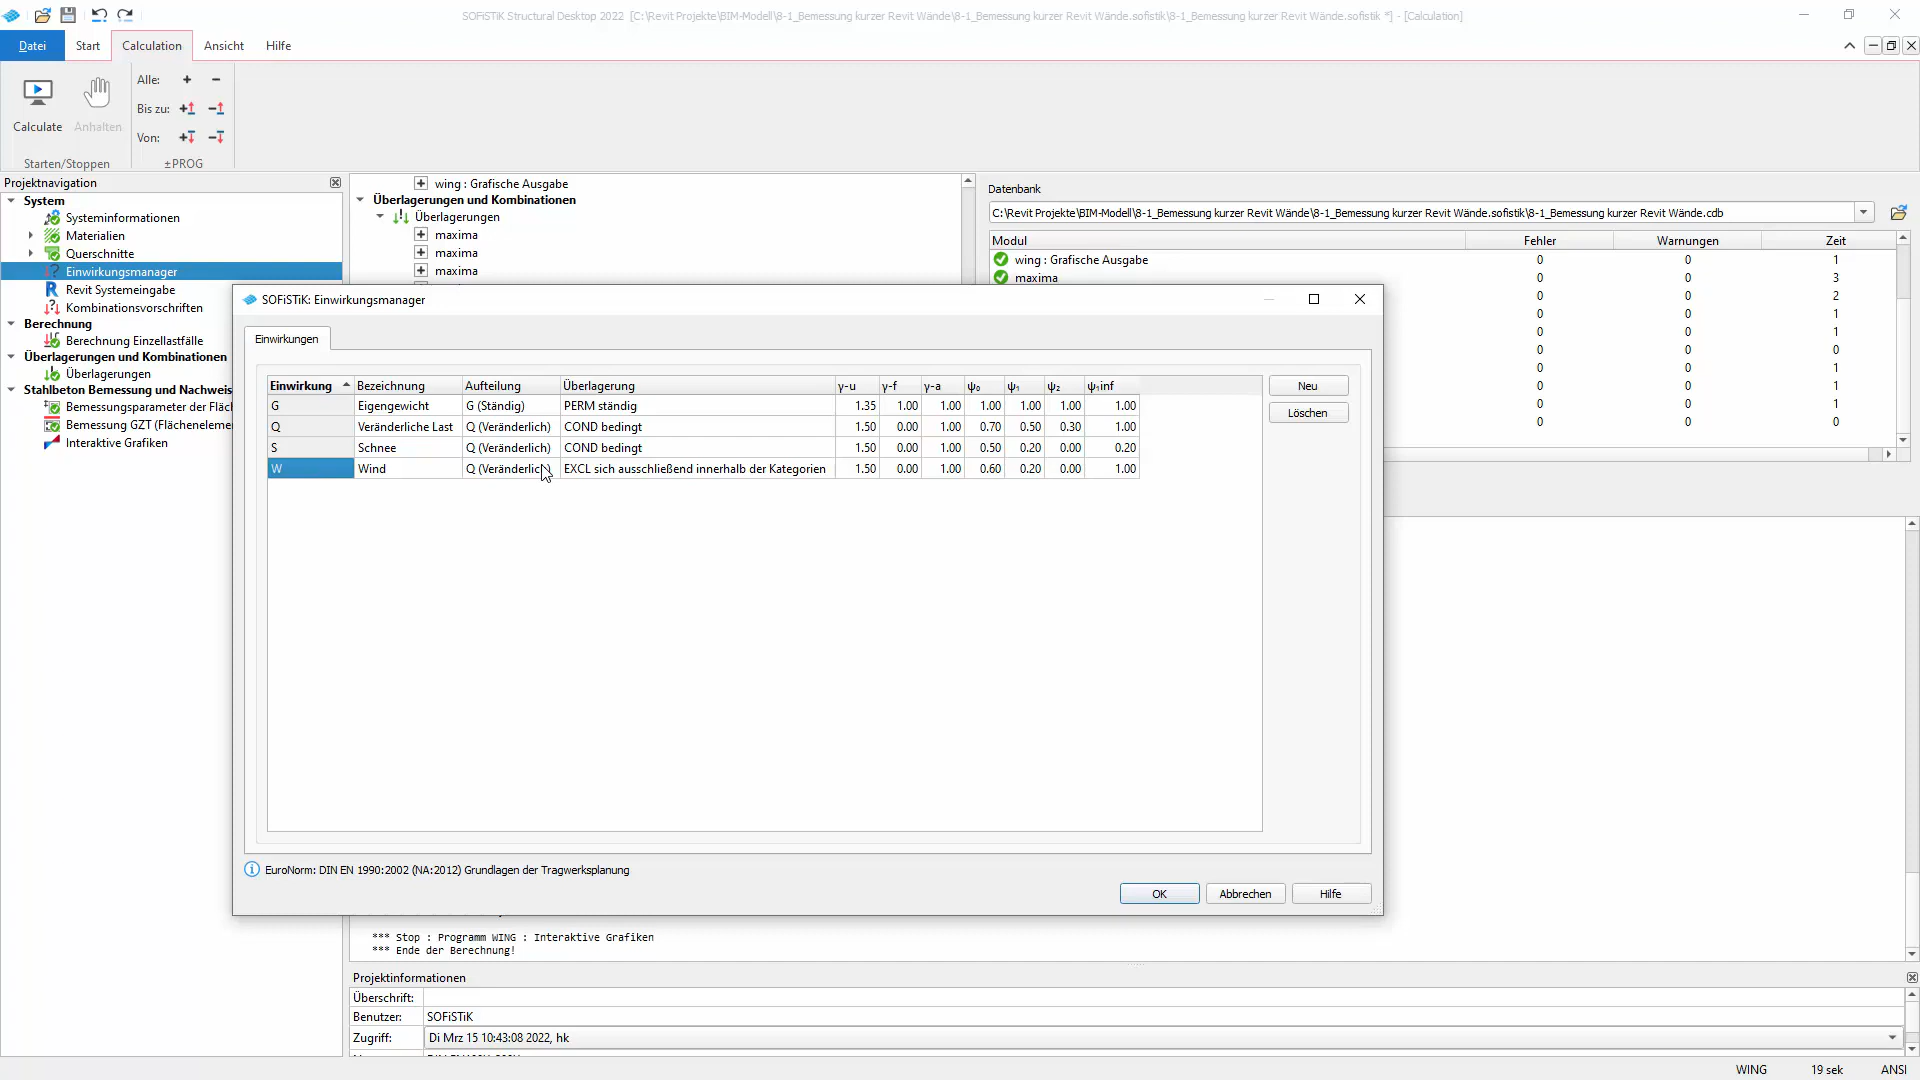 SOFiSTiK Structural Desktop 2022 [C:\Revit Projekte\BIM-Modell\8-1_Bemessung kurzer Revit Wände\8-1_Bemessung kurzer Revit Wände.sofistik\8-1_Bemessung kurzer Revit Wände.sofistik *] - [Calculation]
Datei Start Calculation Ansicht Hilfe
Calculate
Anhalten
Starten/Stoppen
Alle: + -
Bis zu:
Von:
±PROG
Projektnavigation
System
Systeminformationen
Materialien
Querschnitte
Einwirkungsmanager
Revit Systemeingabe
Kombinationsvorschriften
Berechnung
Berechnung Einzellastfälle
Überlagerungen und Kombinationen
Überlagerungen
Stahlbeton Bemessung und Nachweis
Bemessungsparameter der Fläch
Bemessung GZT (Flächenelemen
Interaktive Grafiken
wing : Grafische Ausgabe
Überlagerungen und Kombinationen
Überlagerungen
maxima
maxima
maxima
Datenbank
C:\Revit Projekte\BIM-Modell\8-1_Bemessung kurzer Revit Wände\8-1_Bemessung kurzer Revit Wände.sofistik\8-1_Bemessung kurzer Revit Wände.cdb
Modul Fehler Warnungen Zeit
wing : Grafische Ausgabe 0 0 1
maxima 0 0 3
0 0 2
0 0 1
0 0 1
0 0 0
0 0 1
0 0 1
0 0 1
0 0 0
SOFiSTiK: Einwirkungsmanager
Einwirkungen
Einwirkung Bezeichnung Aufteilung Überlagerung γ-u γ-f γ-a ψ₀ ψ₁ ψ₂ ψ₁inf
G Eigengewicht G (Ständig) PERM ständig 1.35 1.00 1.00 1.00 1.00 1.00 1.00
Q Veränderliche Last Q (Veränderlich) COND bedingt 1.50 0.00 1.00 0.70 0.50 0.30 1.00
S Schnee Q (Veränderlich) COND bedingt 1.50 0.00 1.00 0.50 0.20 0.00 0.20
W Wind Q (Veränderlich) EXCL sich ausschließend innerhalb der Kategorien 1.50 0.00 1.00 0.60 0.20 0.00 1.00
Neu
Löschen
EuroNorm: DIN EN 1990:2002 (NA:2012) Grundlagen der Tragwerksplanung
OK Abbrechen Hilfe
*** Stop : Programm WING : Interaktive Grafiken
*** Ende der Berechnung!
Projektinformationen
Überschrift:
Benutzer: SOFiSTiK
Zugriff: Di Mrz 15 10:43:08 2022, hk
WING 19 sek ANSI